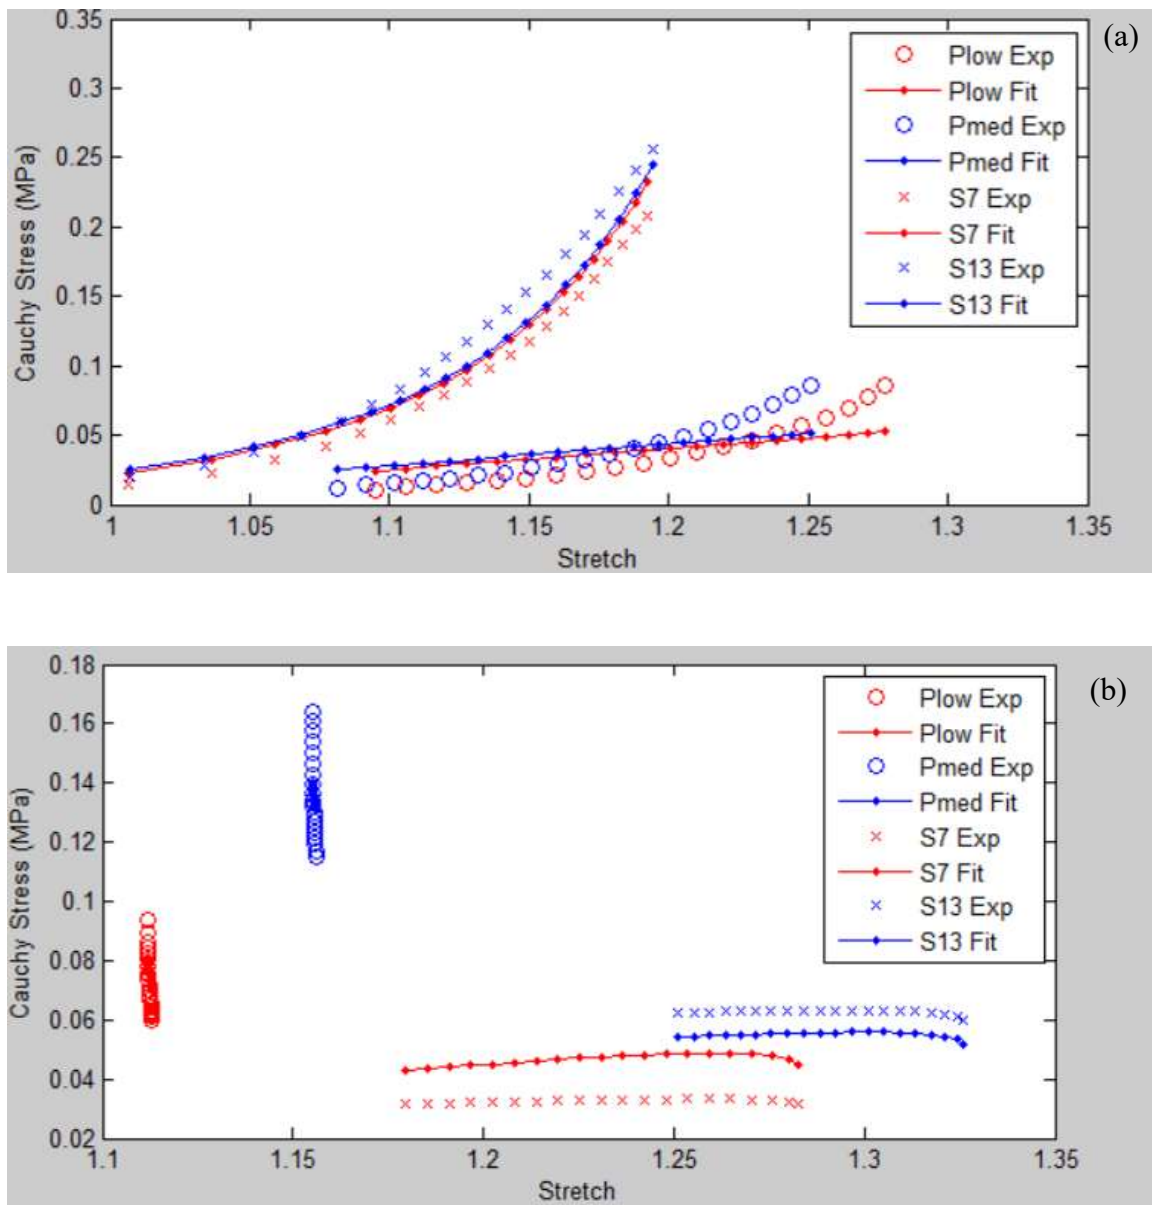 (a)
Cauchy Stress (MPa)
0.35
0.3
0.25
0.2
0.15
0.1
0.05
0
1 1.05 1.1 1.15 1.2 1.25 1.3 1.35
Stretch
Plow Exp
Plow Fit
Pmed Exp
Pmed Fit
S7 Exp
S7 Fit
S13 Exp
S13 Fit
(b)
Cauchy Stress (MPa)
0.18
0.16
0.14
0.12
0.1
0.08
0.06
0.04
0.02
1.1 1.15 1.2 1.25 1.3 1.35
Stretch
Plow Exp
Plow Fit
Pmed Exp
Pmed Fit
S7 Exp
S7 Fit
S13 Exp
S13 Fit